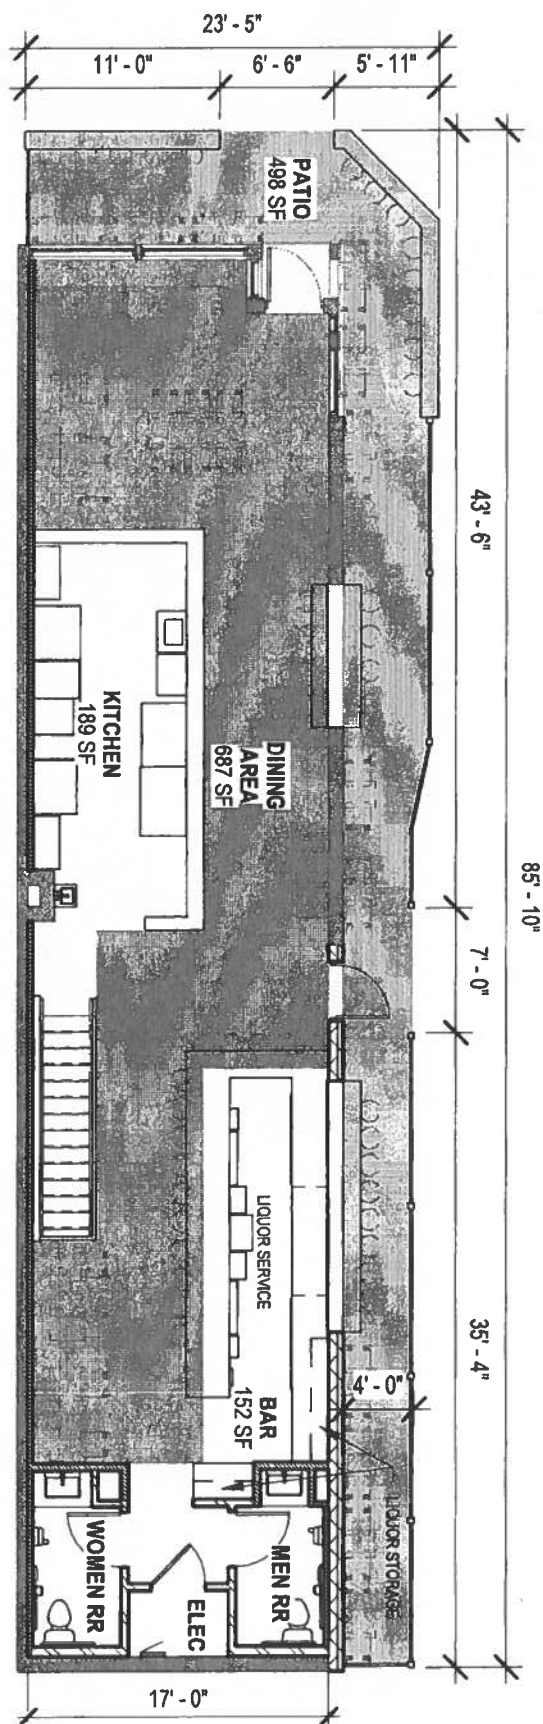 23' - 5"
11' - 0"
6' - 6"
5' - 11"
PATIO
498 SF
43' - 6"
85' - 10"
7' - 0"
35' - 4"
KITCHEN
189 SF
DINING
AREA
687 SF
LIQUOR SERVICE
BAR
152 SF
4' - 0"
LIQUOR STORAGE
WOMEN RR
MEN RR
ELEC
17' - 0"